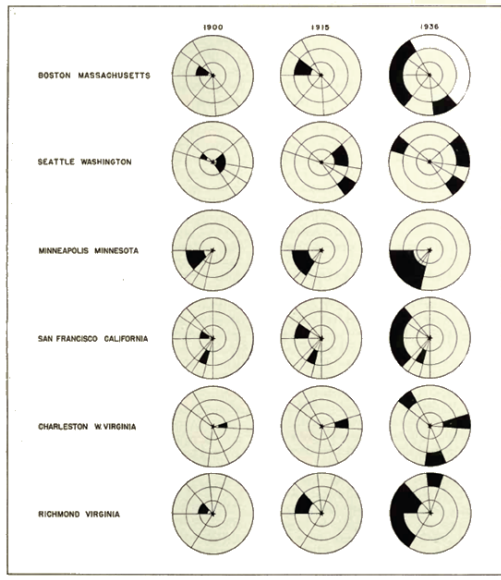 1900 1915 1936
BOSTON MASSACHUSETTS
SEATTLE WASHINGTON
MINNEAPOLIS MINNESOTA
SAN FRANCISCO CALIFORNIA
CHARLESTON W. VIRGINIA
RICHMOND VIRGINIA